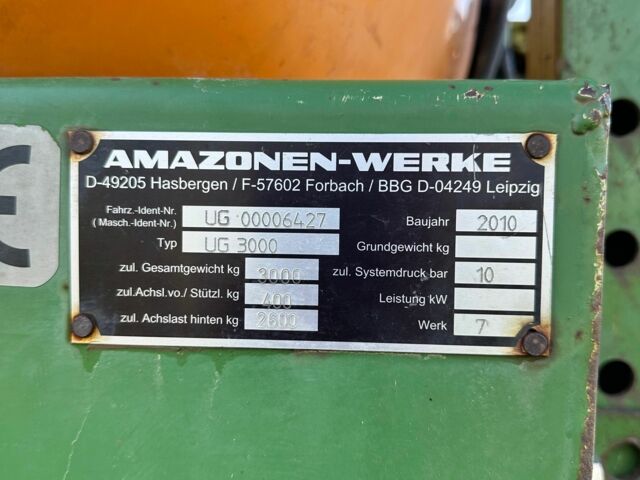 CE
AMAZONEN-WERKE
D-49205 Hasbergen / F-57602 Forbach / BBG D-04249 Leipzig
Fahrz.-Ident-Nr.
(Masch.-Ident-Nr.) UG 00006427 Baujahr 2010
Typ UG 3000 Grundgewicht kg
zul. Gesamtgewicht kg 3000 zul. Systemdruck bar 10
zul.Achsl.vo./ Stützl. kg 400 Leistung kW
zul. Achslast hinten kg 2600 Werk 7